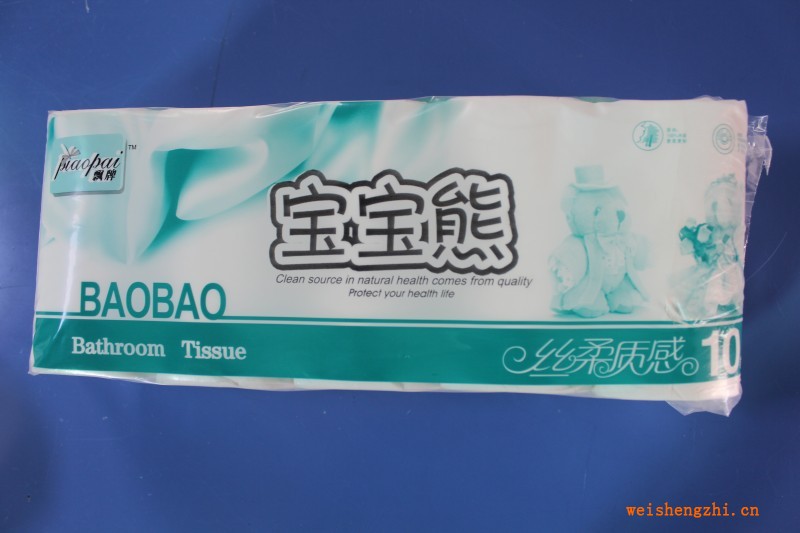 piaopai
TM
飘牌
宝宝熊
Clean source in natural health comes from quality
Protect your health life
BAOBAO
Bathroom Tissue
丝柔质感
10
weishengzhi.cn